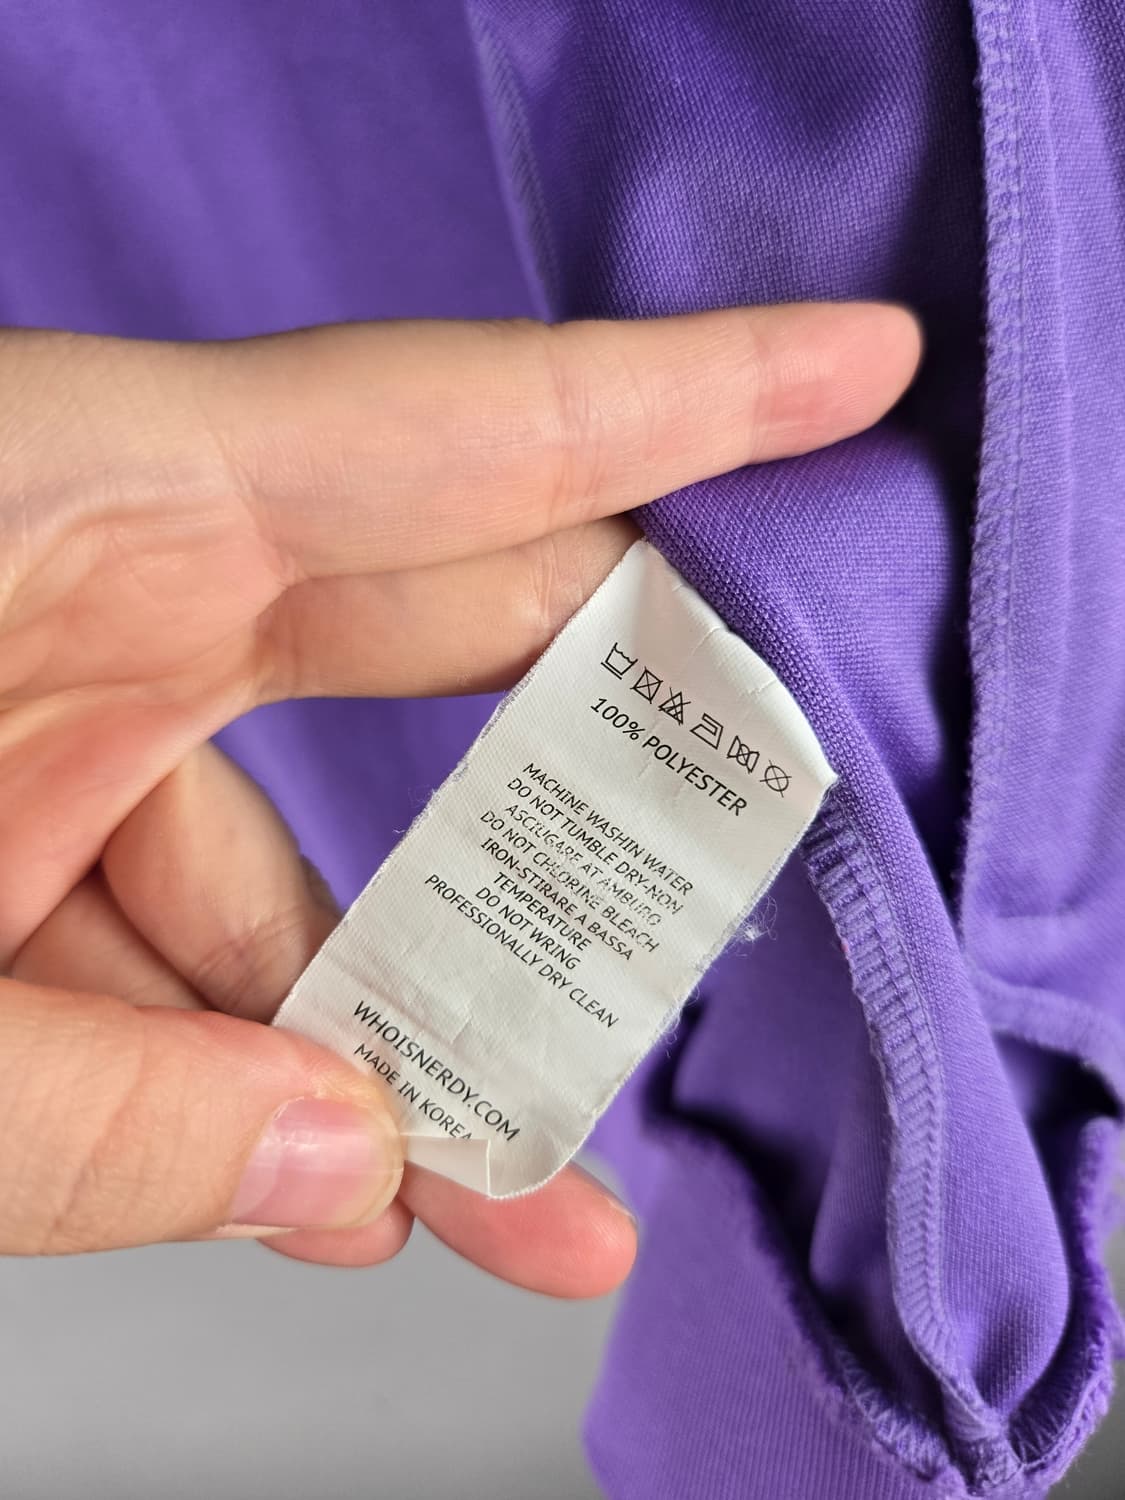 100% POLYESTER
MACHINE WASHIN WATER
DO NOT TUMBLE DRY-NON
ASCIUGARE AT AMBURO
DO NOT CHLORINE BLEACH
IRON-STIRARE A BASSA
TEMPERATURE
DO NOT WRING
PROFESSIONALLY DRY CLEAN
WHOISNERDY.COM
MADE IN KOREA